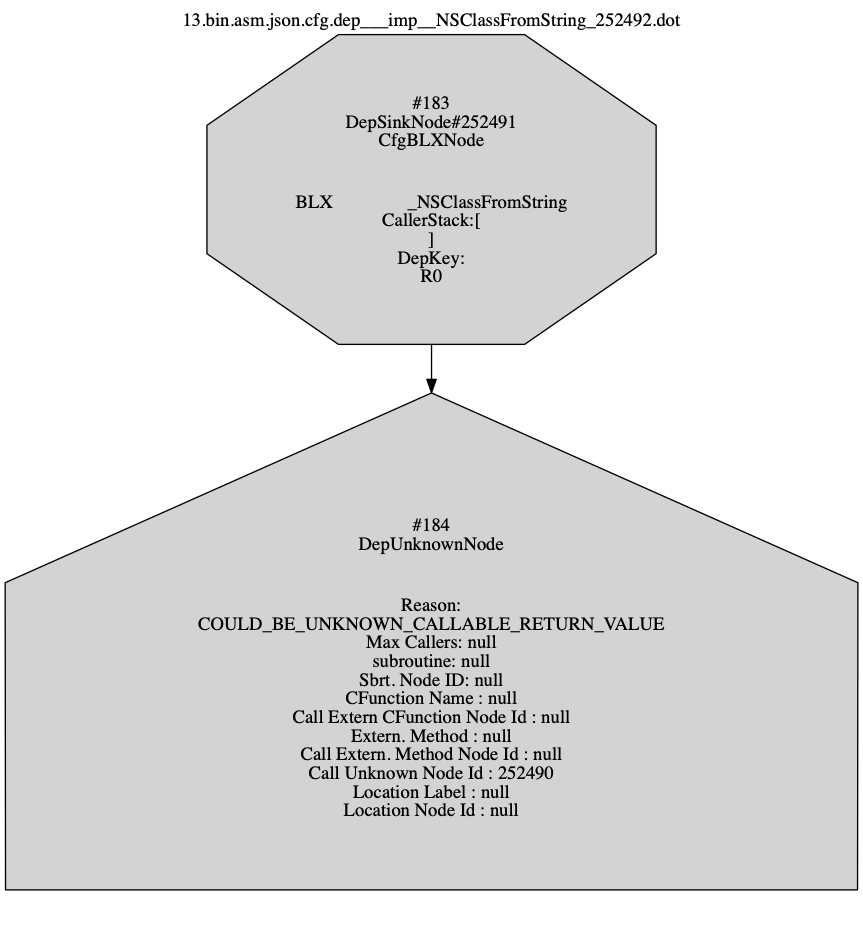 13.bin.asm.json.cfg.dep___imp__NSClassFromString_252492.dot
#183
DepSinkNode#252491
CfgBLXNode
BLX _NSClassFromString
CallerStack:[
]
DepKey:
R0
#184
DepUnknownNode
Reason:
COULD_BE_UNKNOWN_CALLABLE_RETURN_VALUE
Max Callers: null
subroutine: null
Sbrt. Node ID: null
CFunction Name : null
Call Extern CFunction Node Id : null
Extern. Method : null
Call Extern. Method Node Id : null
Call Unknown Node Id : 252490
Location Label : null
Location Node Id : null